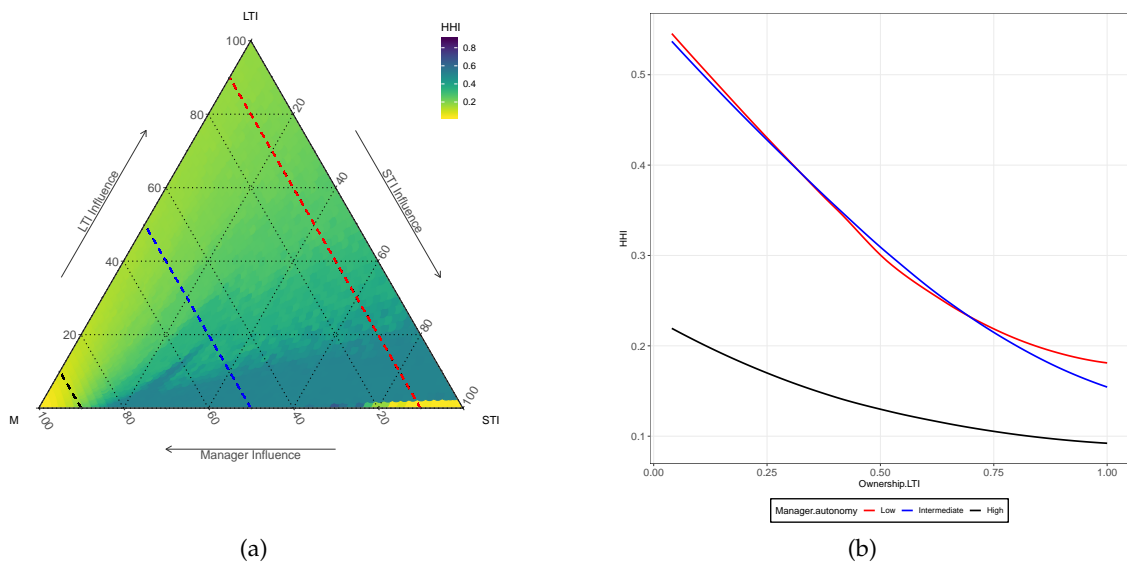 LTI
HHI
0.8
0.6
0.4
0.2
100
80
60
40
20
20
40
60
80
100
LTI Influence
STI Influence
M
STI
100
80
60
40
20
Manager Influence
(a)
HHI
0.5
0.4
0.3
0.2
0.1
0.00
0.25
0.50
0.75
1.00
Ownership.LTI
Manager.autonomy Low Intermediate High
(b)